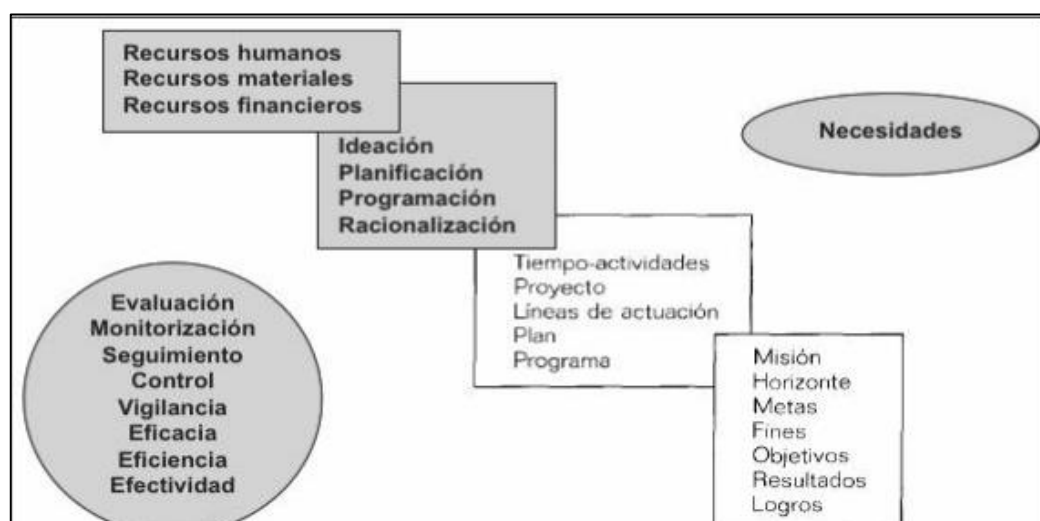 Recursos humanos
Recursos materiales
Recursos financieros
Ideación
Planificación
Programación
Racionalización
Necesidades
Tiempo-actividades
Proyecto
Líneas de actuación
Plan
Programa
Evaluación
Monitorización
Seguimiento
Control
Vigilancia
Eficacia
Eficiencia
Efectividad
Misión
Horizonte
Metas
Fines
Objetivos
Resultados
Logros